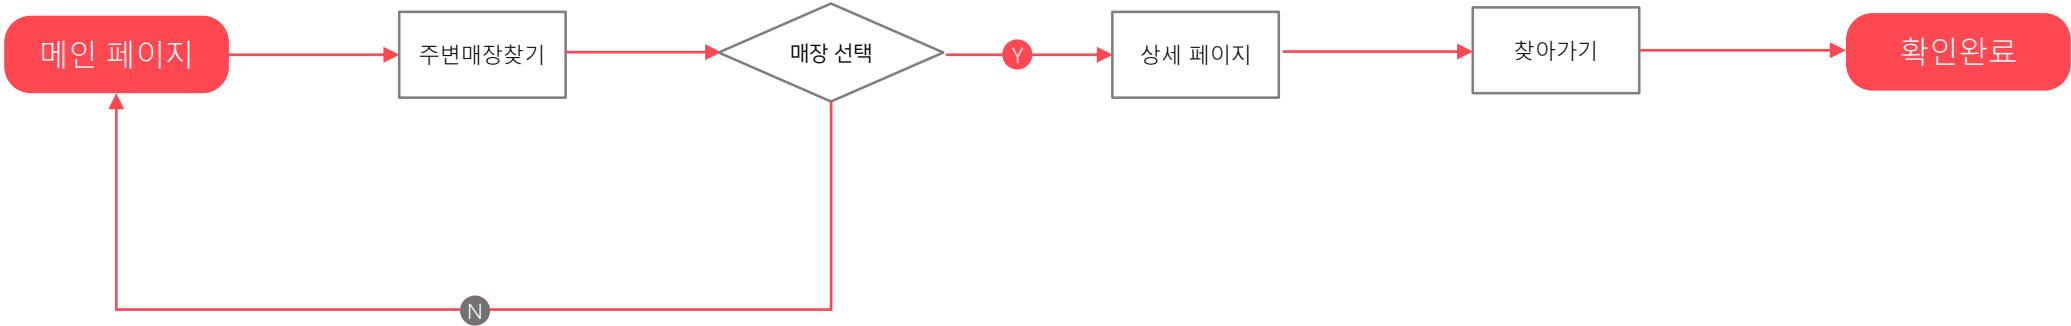 메인 페이지
주변매장찾기
매장 선택
Y
상세 페이지
찾아가기
확인완료
N